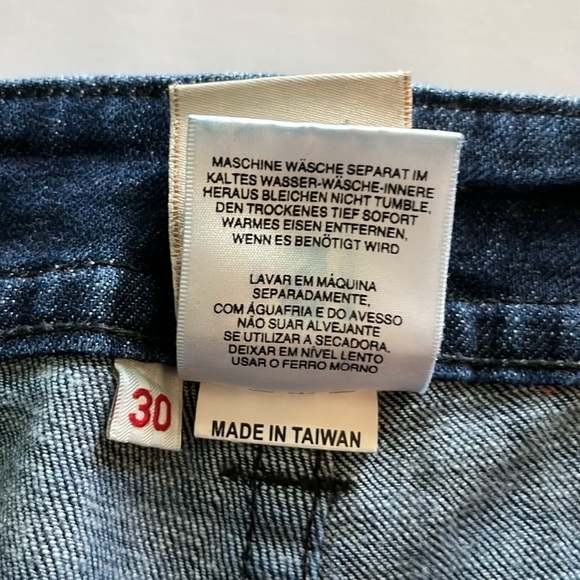 MASCHINE WÄSCHE SEPARAT IM
KALTES WASSER-WÄSCHE-INNERE
HERAUS BLEICHEN NICHT TUMBLE,
DEN TROCKENES TIEF SOFORT
WARMES EISEN ENTFERNEN,
WENN ES BENÖTIGT WIRD
LAVAR EM MÁQUINA
SEPARADAMENTE,
COM ÁGUAFRIA E DO AVESSO
NÃO SUAR ALVEJANTE
SE UTILIZAR A SECADORA,
DEIXAR EM NÍVEL LENTO
USAR O FERRO MORNO
30
MADE IN TAIWAN